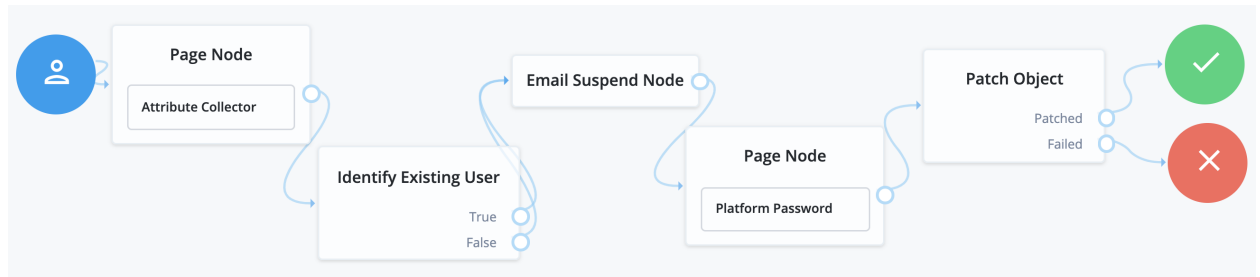 Page Node
Attribute Collector
Identify Existing User
True
False
Email Suspend Node
Page Node
Platform Password
Patch Object
Patched
Failed